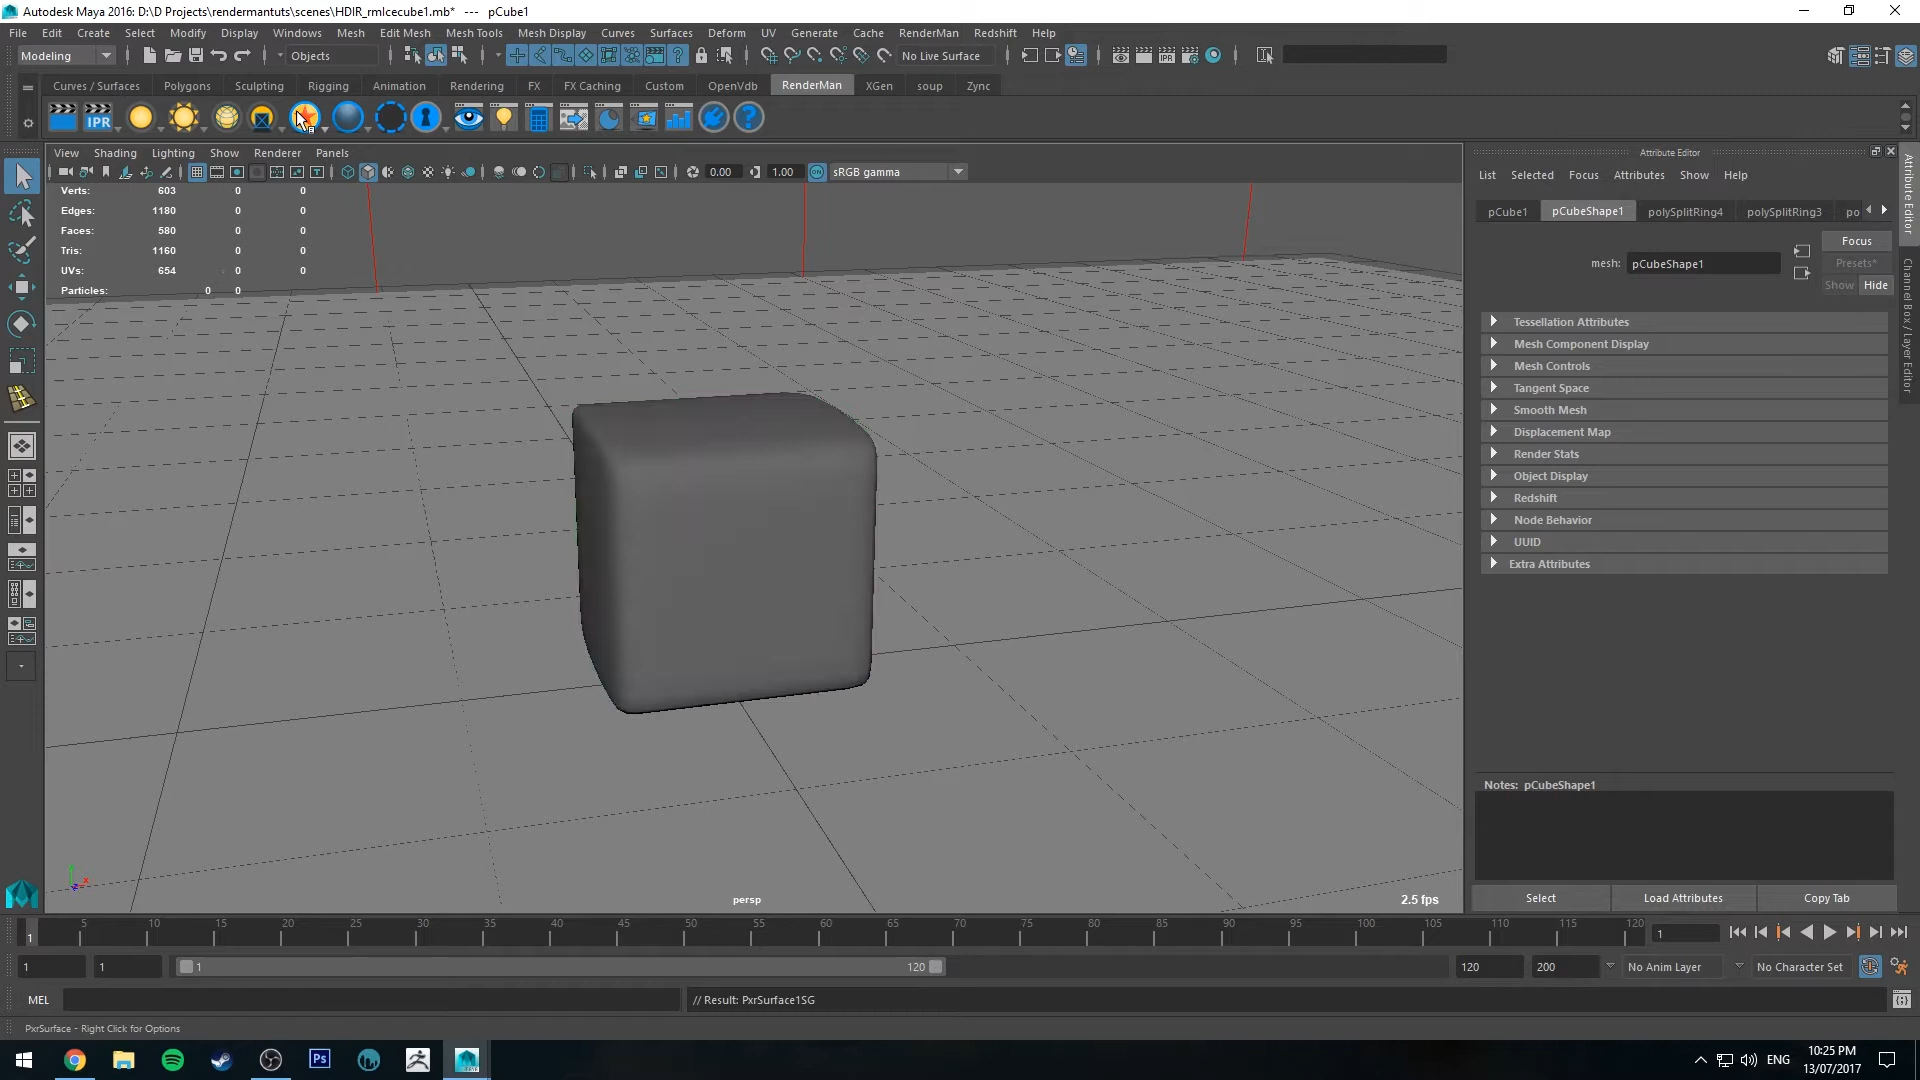 Autodesk Maya 2016: D:\D Projects\rendermantuts\scenes\HDIR_rmIcecube1.mb* --- pCube1
File Edit Create Select Modify Display Windows Mesh Edit Mesh Mesh Tools Mesh Display Curves Surfaces Deform UV Generate Cache RenderMan Redshift Help
Modeling Objects No Live Surface IPR
Curves / Surfaces Polygons Sculpting Rigging Animation Rendering FX FX Caching Custom OpenVdb RenderMan XGen soup Zync
IPR
View Shading Lighting Show Renderer Panels
0.00 1.00 sRGB gamma
Verts: 603 0 0
Edges: 1180 0 0
Faces: 580 0 0
Tris: 1160 0 0
UVs: 654 0 0
Particles: 0 0
persp
2.5 fps
Attribute Editor
List Selected Focus Attributes Show Help
pCube1 pCubeShape1 polySplitRing4 polySplitRing3 po
mesh: pCubeShape1
Focus
Presets*
Show Hide
Tessellation Attributes
Mesh Component Display
Mesh Controls
Tangent Space
Smooth Mesh
Displacement Map
Render Stats
Object Display
Redshift
Node Behavior
UUID
Extra Attributes
Notes: pCubeShape1
Select Load Attributes Copy Tab
Attribute Editor
Channel Box / Layer Editor
1 5 10 15 20 25 30 35 40 45 50 55 60 65 70 75 80 85 90 95 100 105 110 115 120 1
1 1 1 120 120 200 No Anim Layer No Character Set
MEL // Result: PxrSurface1SG
PxrSurface - Right Click for Options
Ps ENG 10:25 PM
13/07/2017